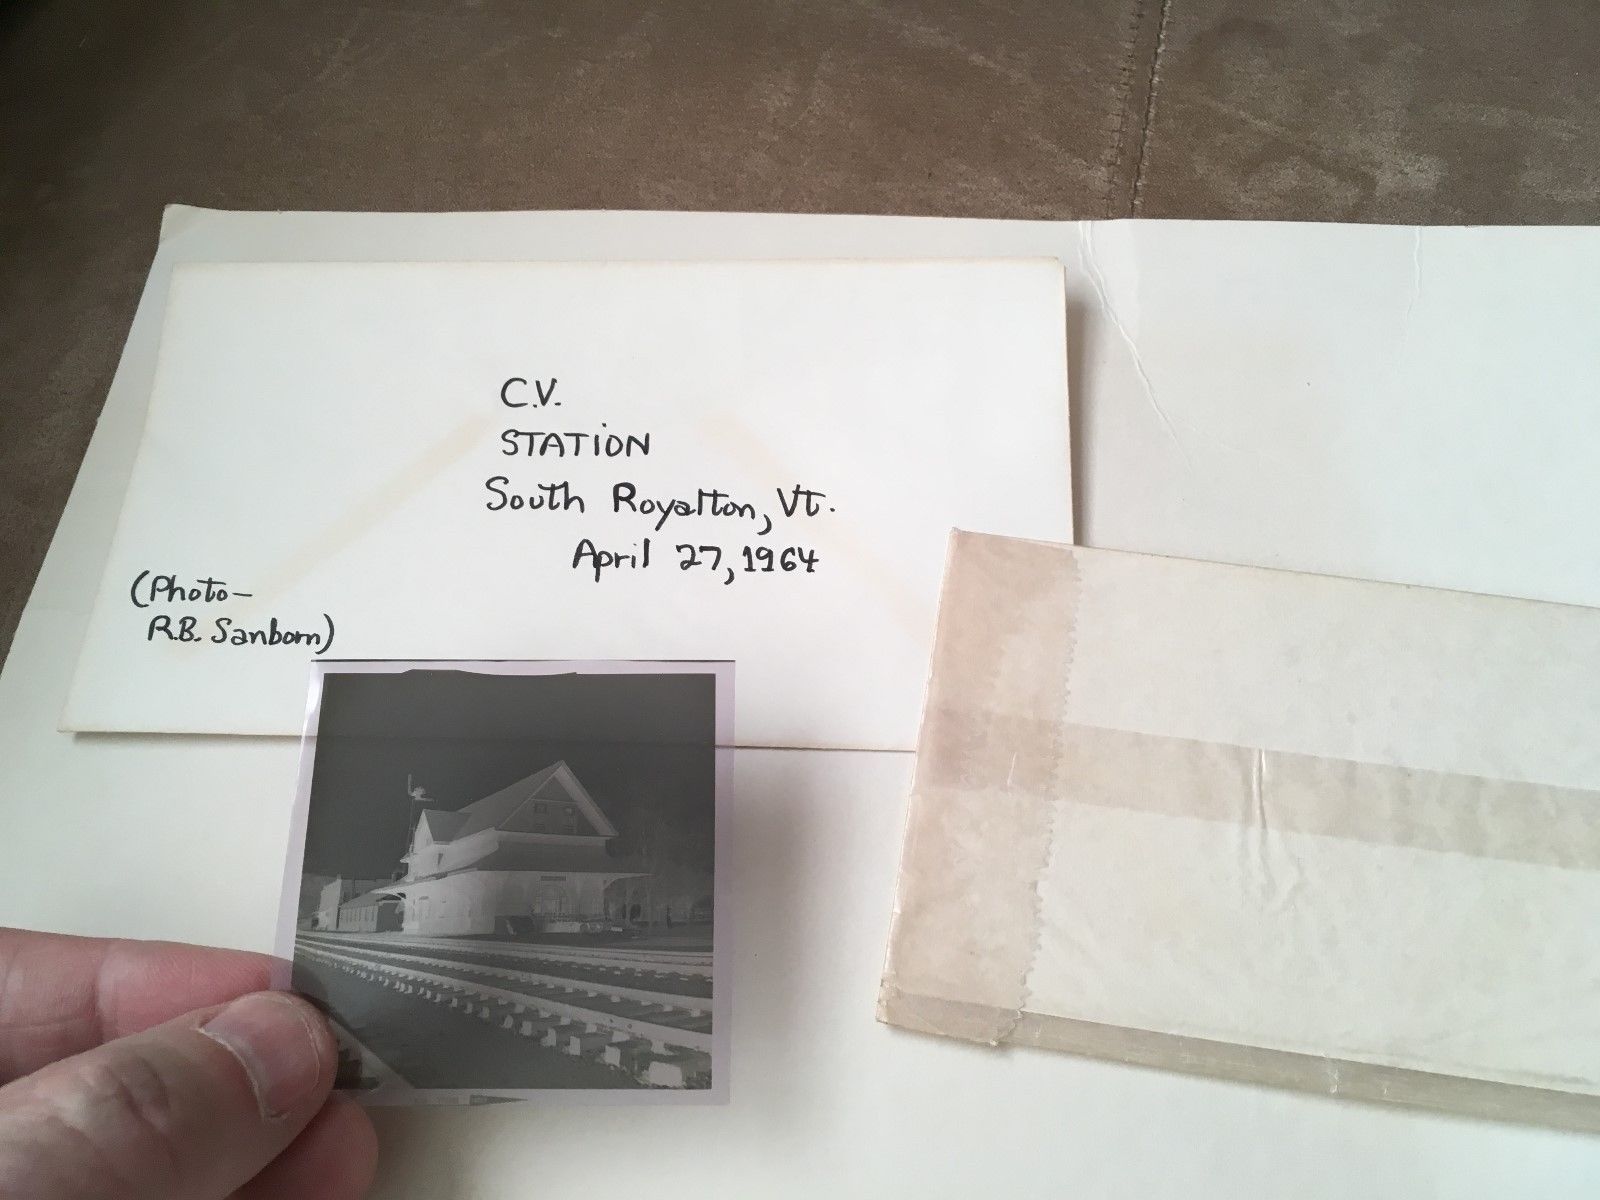 C.V.
STATION
South Royalton, Vt.
April 27, 1964
(Photo-
R.B. Sanborn)